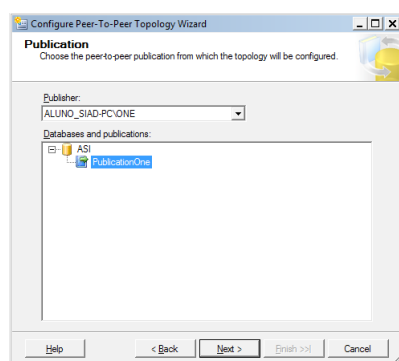 Configure Peer-To-Peer Topology Wizard
Publication
Choose the peer-to-peer publication from which the topology will be configured.
Publisher:
ALUNO_SIAD-PC\ONE
Databases and publications:
ASI
PublicationOne
Help
< Back
Next >
Finish >>|
Cancel